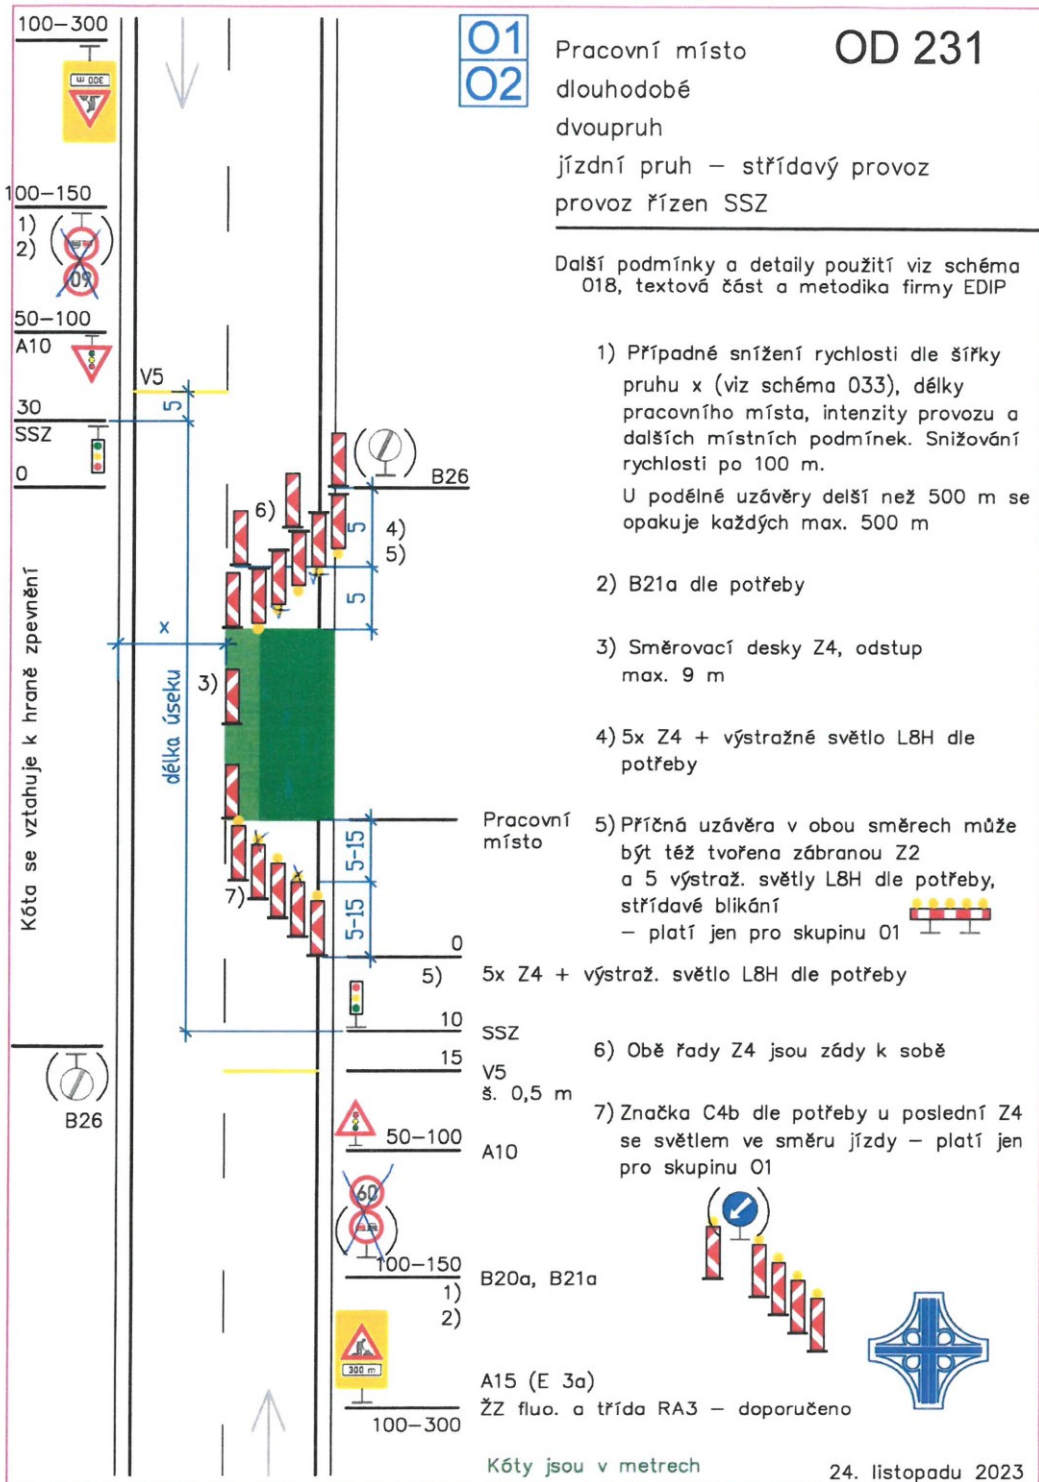 100-300
300 m
100-150
1)
2)
60
50-100
A10
V5
5
30
SSZ
0
B26
6)
5
4)
5)
5
x
3)
délka úseku
Kóta se vztahuje k hraně zpevnění
Pracovní
místo
5-15
7)
5-15
0
5)
5x Z4 + výstraž. světlo L8H dle potřeby
10
SSZ
15
V5
š. 0,5 m
B26
50-100
A10
60
100-150
B20a, B21a
1)
2)
300 m
A15 (E 3a)
ŽZ fluo. a třída RA3 – doporučeno
100-300
Kóty jsou v metrech
24. listopadu 2023
O1
O2
OD 231
Pracovní místo
dlouhodobé
dvoupruh
jízdní pruh – střídavý provoz
provoz řízen SSZ
Další podmínky a detaily použití viz schéma
018, textová část a metodika firmy EDIP
1) Případné snížení rychlosti dle šířky
pruhu x (viz schéma 033), délky
pracovního místa, intenzity provozu a
dalších místních podmínek. Snižování
rychlosti po 100 m.
U podélné uzávěry delší než 500 m se
opakuje každých max. 500 m
2) B21a dle potřeby
3) Směrovací desky Z4, odstup
max. 9 m
4) 5x Z4 + výstražné světlo L8H dle
potřeby
5) Příčná uzávěra v obou směrech může
být též tvořena zábranou Z2
a 5 výstraž. světly L8H dle potřeby,
střídavé blikání
– platí jen pro skupinu O1
6) Obě řady Z4 jsou zády k sobě
7) Značka C4b dle potřeby u poslední Z4
se světlem ve směru jízdy – platí jen
pro skupinu O1